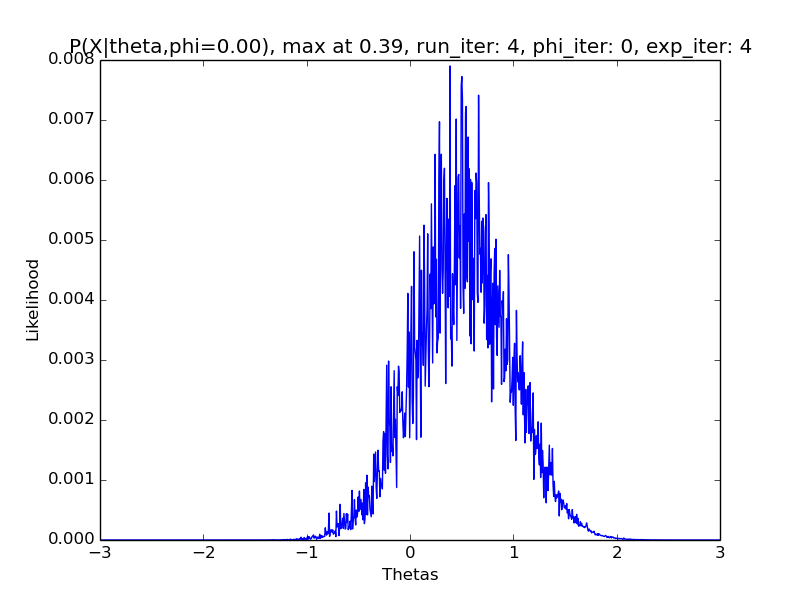 P(X|theta,phi=0.00), max at 0.39, run_iter: 4, phi_iter: 0, exp_iter: 4
0.008
0.007
0.006
0.005
0.004
0.003
0.002
0.001
0.000
Likelihood
−3 −2 −1 0 1 2 3
Thetas